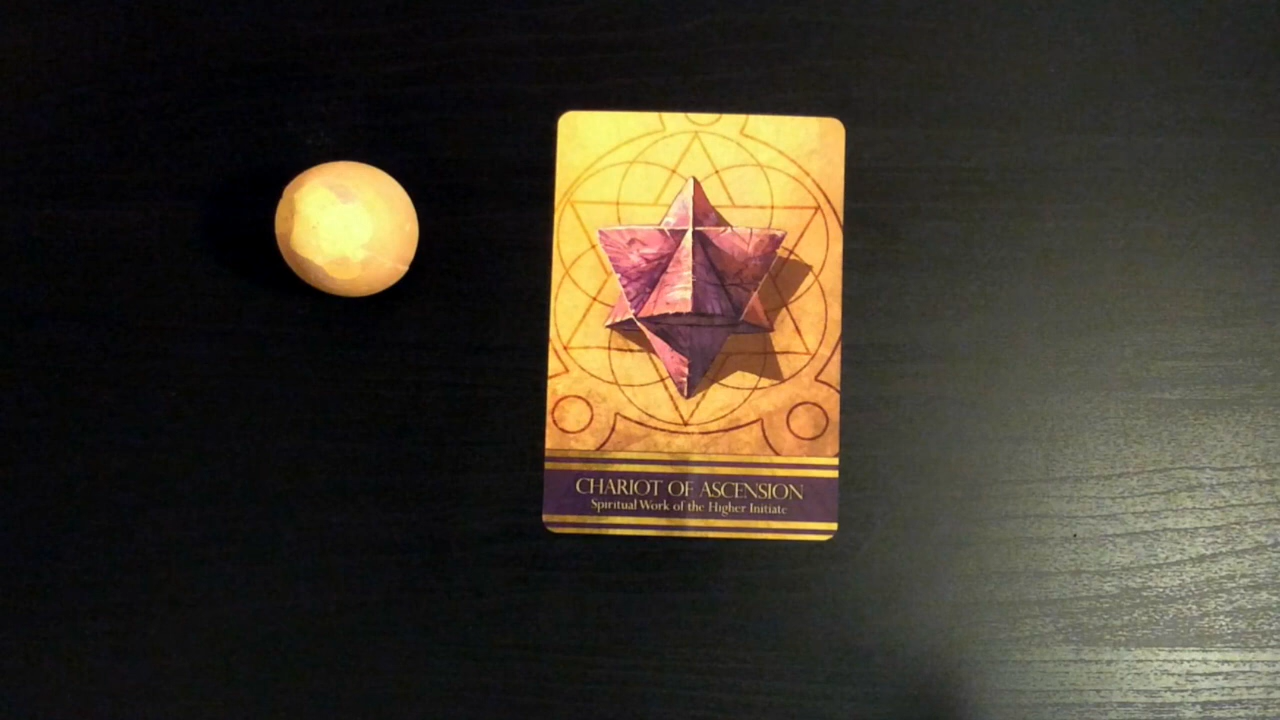 CHARIOT OF ASCENSION
Spiritual Work of the Higher Initiate